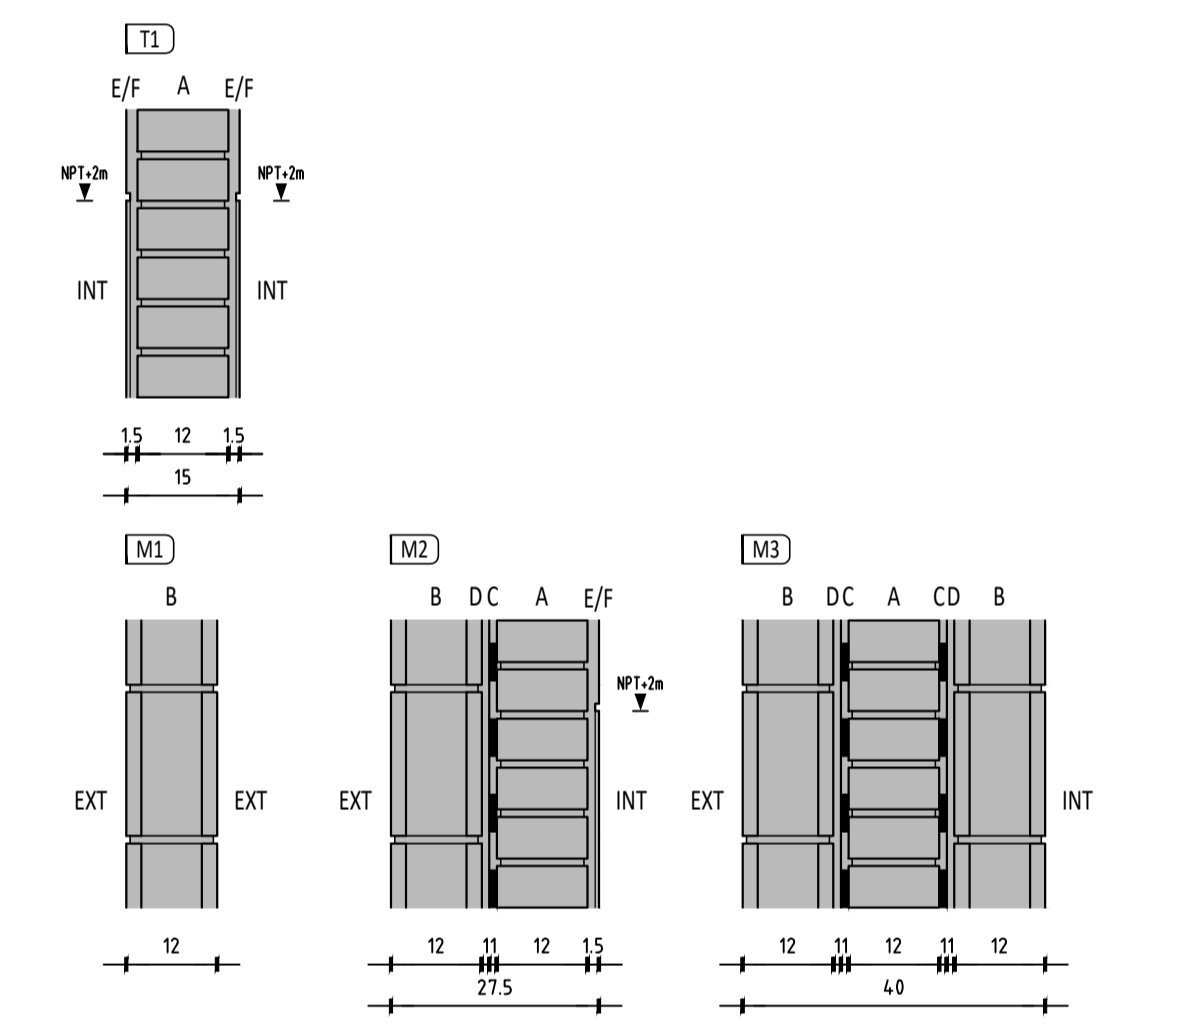 T1
E/F A E/F
NPT+2m NPT+2m
INT INT
1.5 12 1.5
15
M1 M2 M3
B B D C A E/F B D C A C D B
NPT+2m
EXT EXT EXT INT EXT INT
12 12 1 1 12 1.5 12 1 1 12 1 1 12
27.5 40